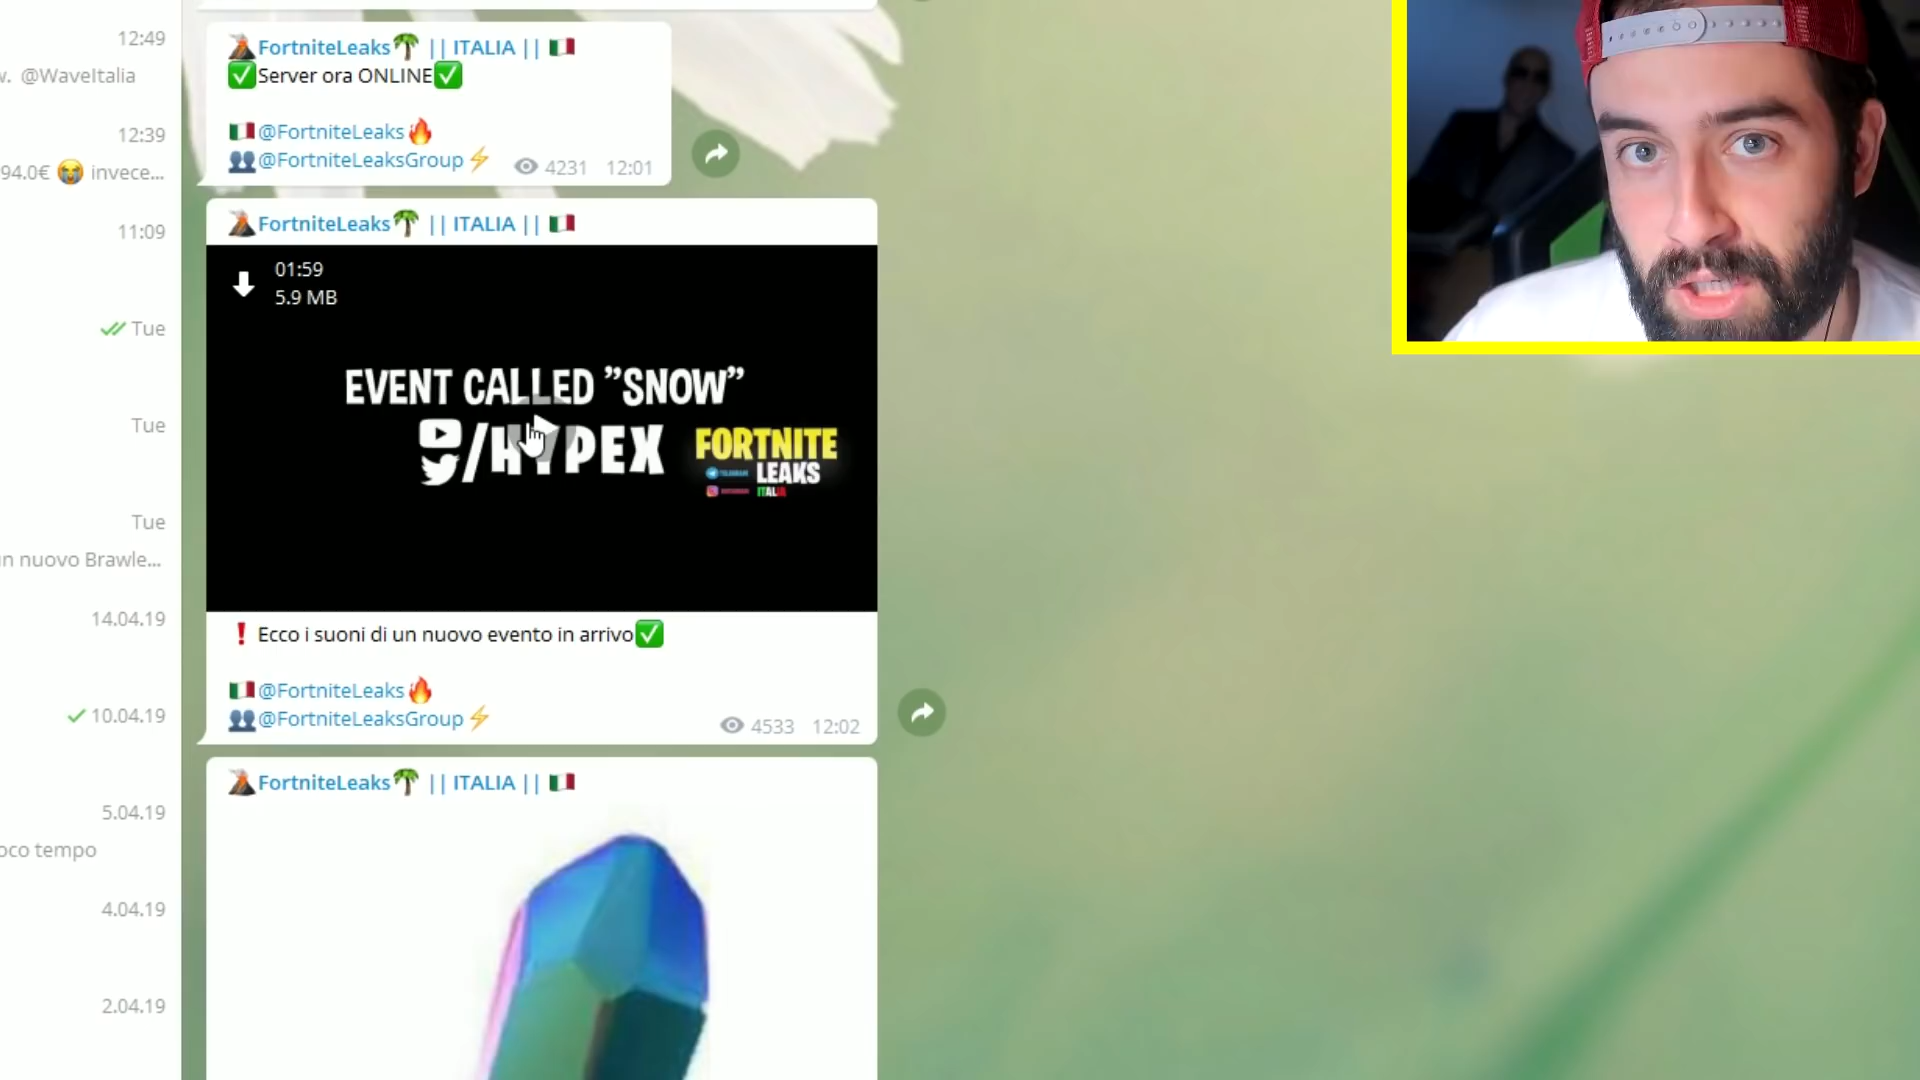 12:49
w. @WaveItalia
12:39
94.0€ 😭 invece...
11:09
Tue
Tue
Tue
un nuovo Brawle...
14.04.19
10.04.19
5.04.19
oco tempo
4.04.19
2.04.19
🌋FortniteLeaks🌴 || ITALIA || 🇮🇹
✅Server ora ONLINE✅
🇮🇹@FortniteLeaks🔥
👥@FortniteLeaksGroup⚡
4231 12:01
🌋FortniteLeaks🌴 || ITALIA || 🇮🇹
01:59
5.9 MB
EVENT CALLED ”SNOW”
/HYPEX
FORTNITE
LEAKS
ITALIA
❗Ecco i suoni di un nuovo evento in arrivo✅
🇮🇹@FortniteLeaks🔥
👥@FortniteLeaksGroup⚡
4533 12:02
🌋FortniteLeaks🌴 || ITALIA || 🇮🇹